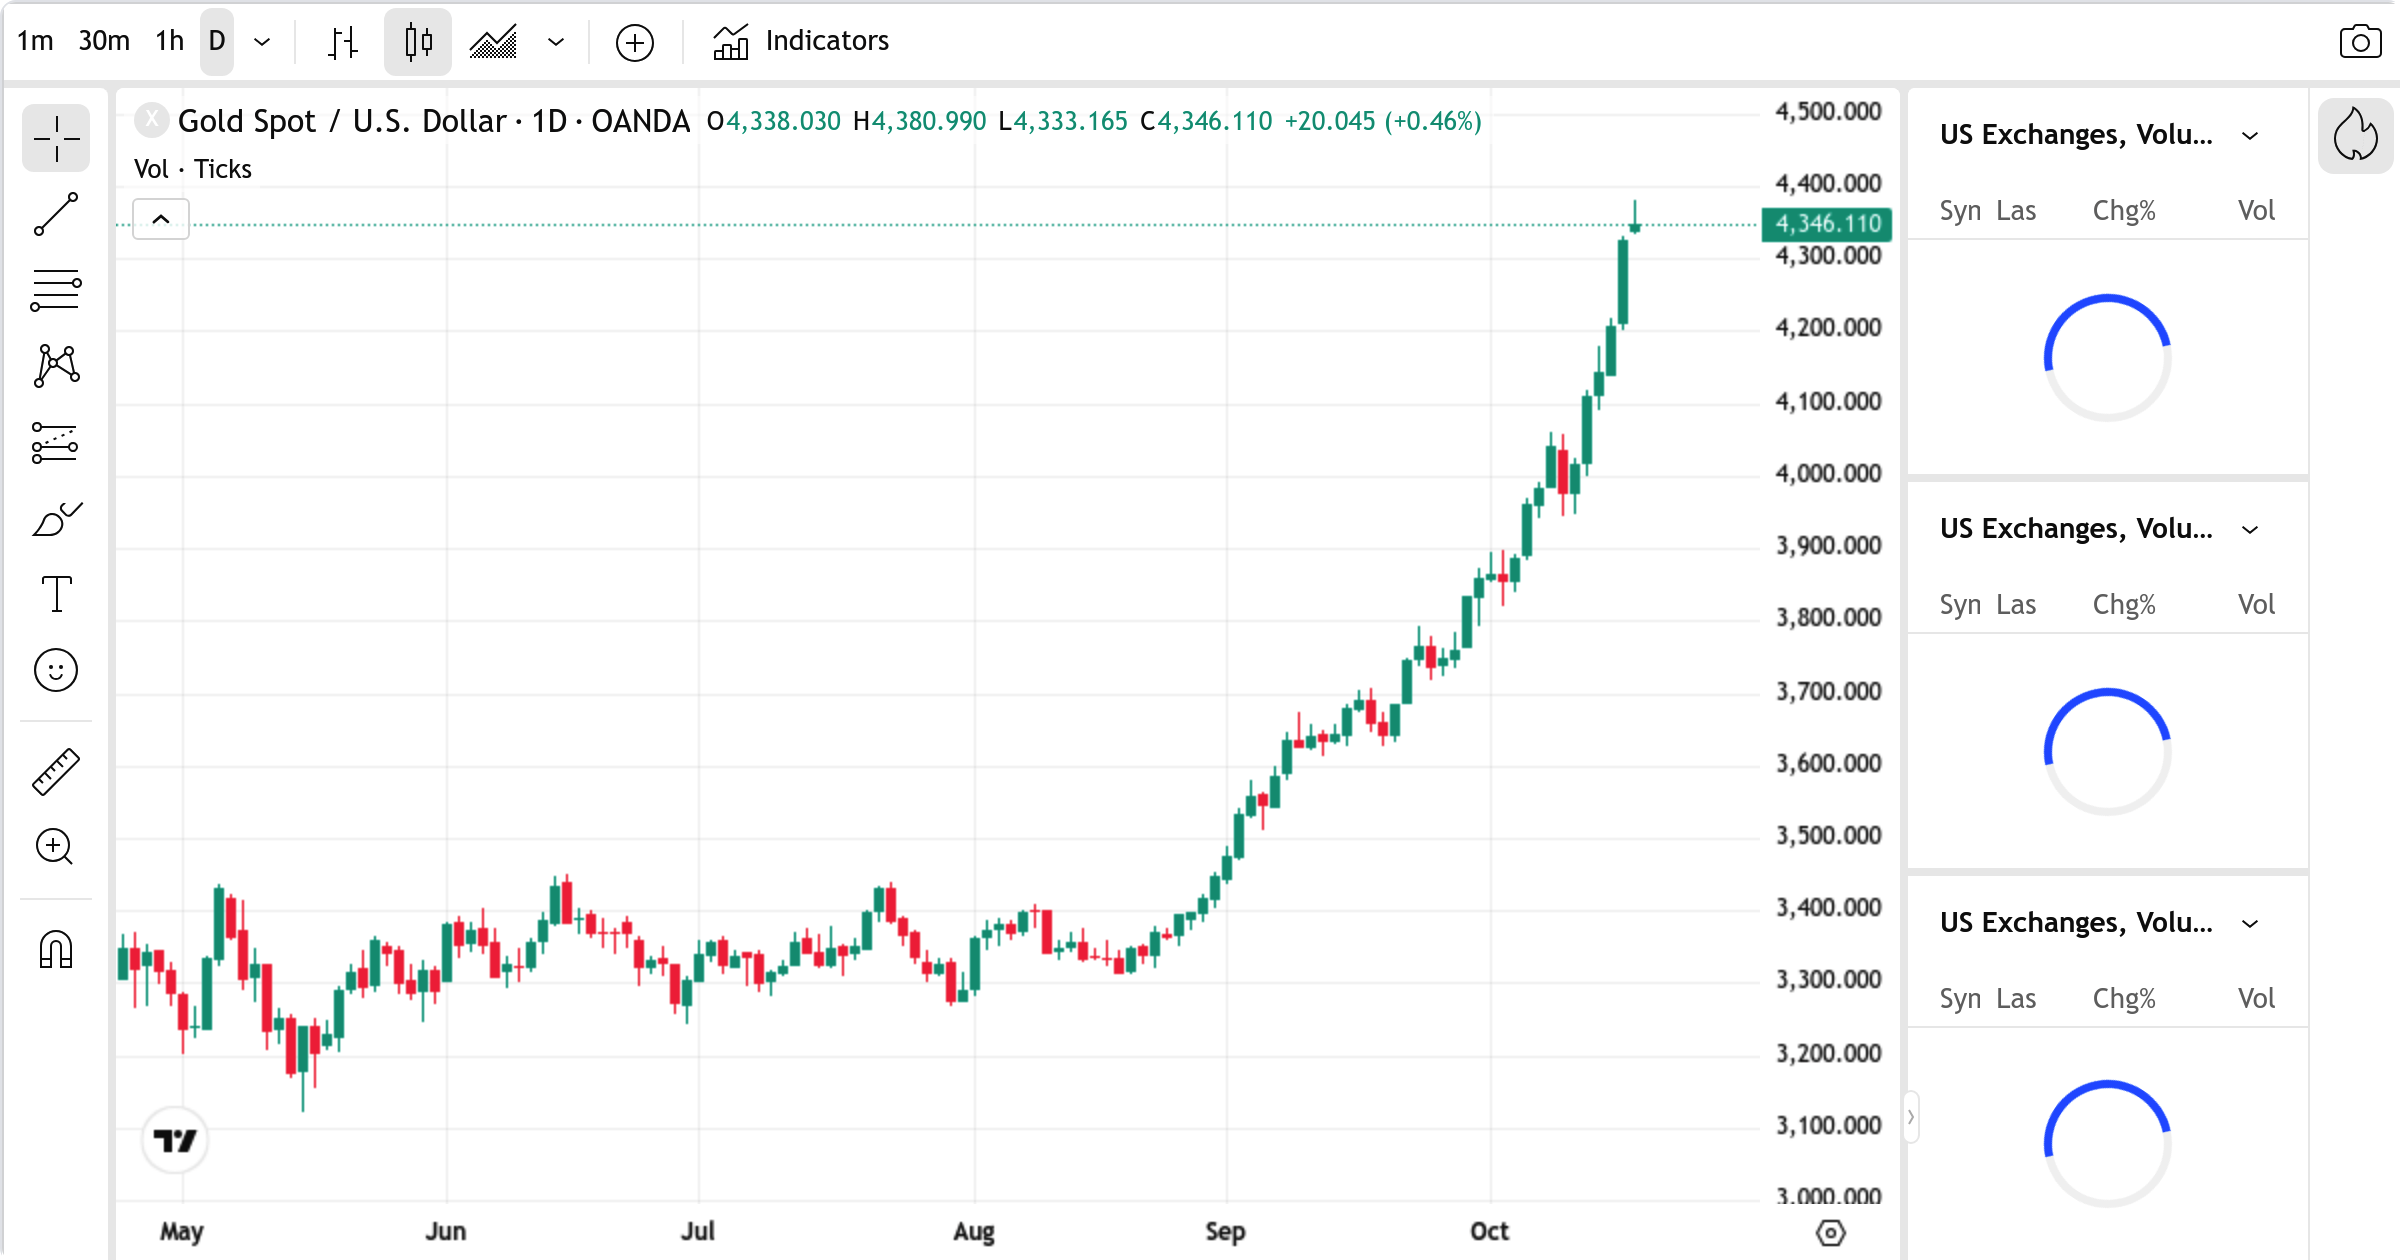 1m 30m 1h D Indicators
Gold Spot / U.S. Dollar · 1D · OANDA O4,338.030 H4,380.990 L4,333.165 C4,346.110 +20.045 (+0.46%)
Vol · Ticks
4,500.000
4,400.000
4,346.110
4,300.000
4,200.000
4,100.000
4,000.000
3,900.000
3,800.000
3,700.000
3,600.000
3,500.000
3,400.000
3,300.000
3,200.000
3,100.000
3,000.000
May Jun Jul Aug Sep Oct
US Exchanges, Volu...
Syn Las Chg% Vol
US Exchanges, Volu...
Syn Las Chg% Vol
US Exchanges, Volu...
Syn Las Chg% Vol